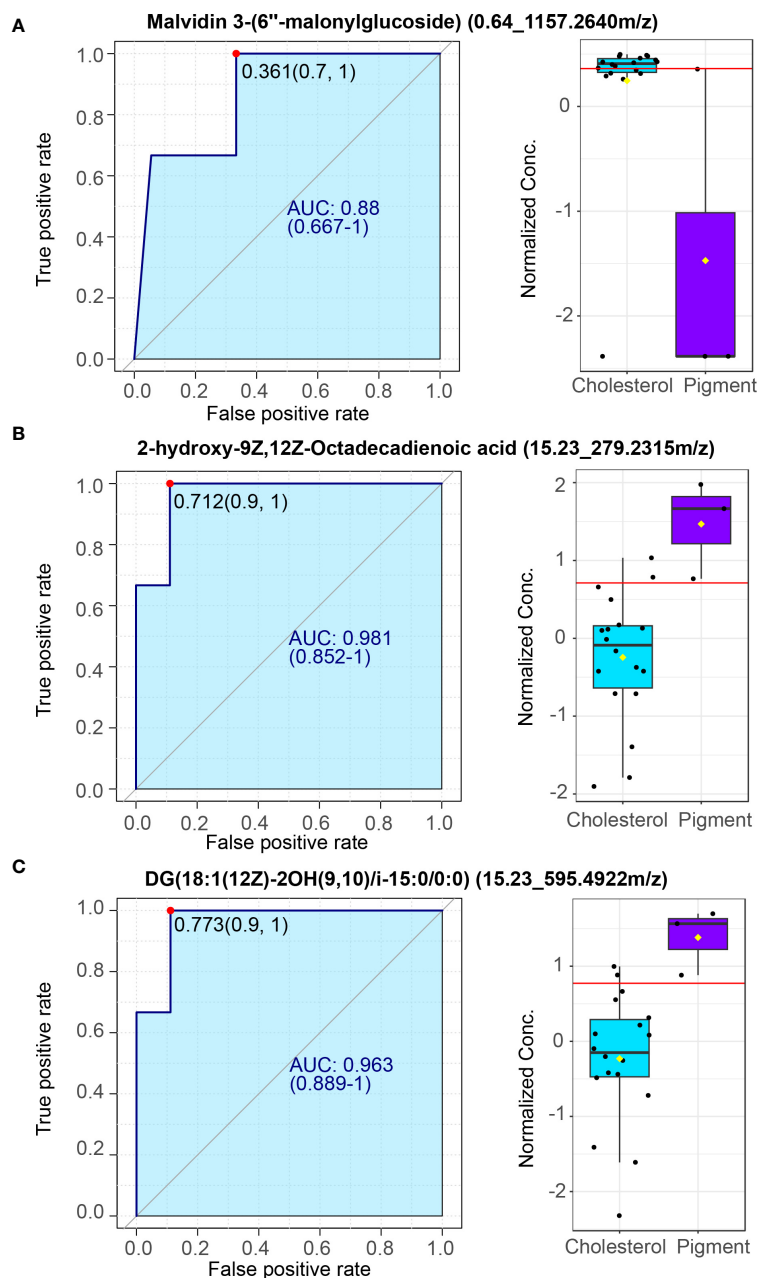 A
Malvidin 3-(6"-malonylglucoside) (0.64_1157.2640m/z)
True positive rate
1.0
0.8
0.6
0.4
0.2
0.0
0.361(0.7, 1)
AUC: 0.88
(0.667-1)
0.0 0.2 0.4 0.6 0.8 1.0
False positive rate
Normalized Conc.
0
-1
-2
Cholesterol Pigment
B
2-hydroxy-9Z,12Z-Octadecadienoic acid (15.23_279.2315m/z)
True positive rate
1.0
0.8
0.6
0.4
0.2
0.0
0.712(0.9, 1)
AUC: 0.981
(0.852-1)
0.0 0.2 0.4 0.6 0.8 1.0
False positive rate
Normalized Conc.
2
1
0
-1
-2
Cholesterol Pigment
C
DG(18:1(12Z)-2OH(9,10)/i-15:0/0:0) (15.23_595.4922m/z)
True positive rate
1.0
0.8
0.6
0.4
0.2
0.0
0.773(0.9, 1)
AUC: 0.963
(0.889-1)
0.0 0.2 0.4 0.6 0.8 1.0
False positive rate
Normalized Conc.
1
0
-1
-2
Cholesterol Pigment